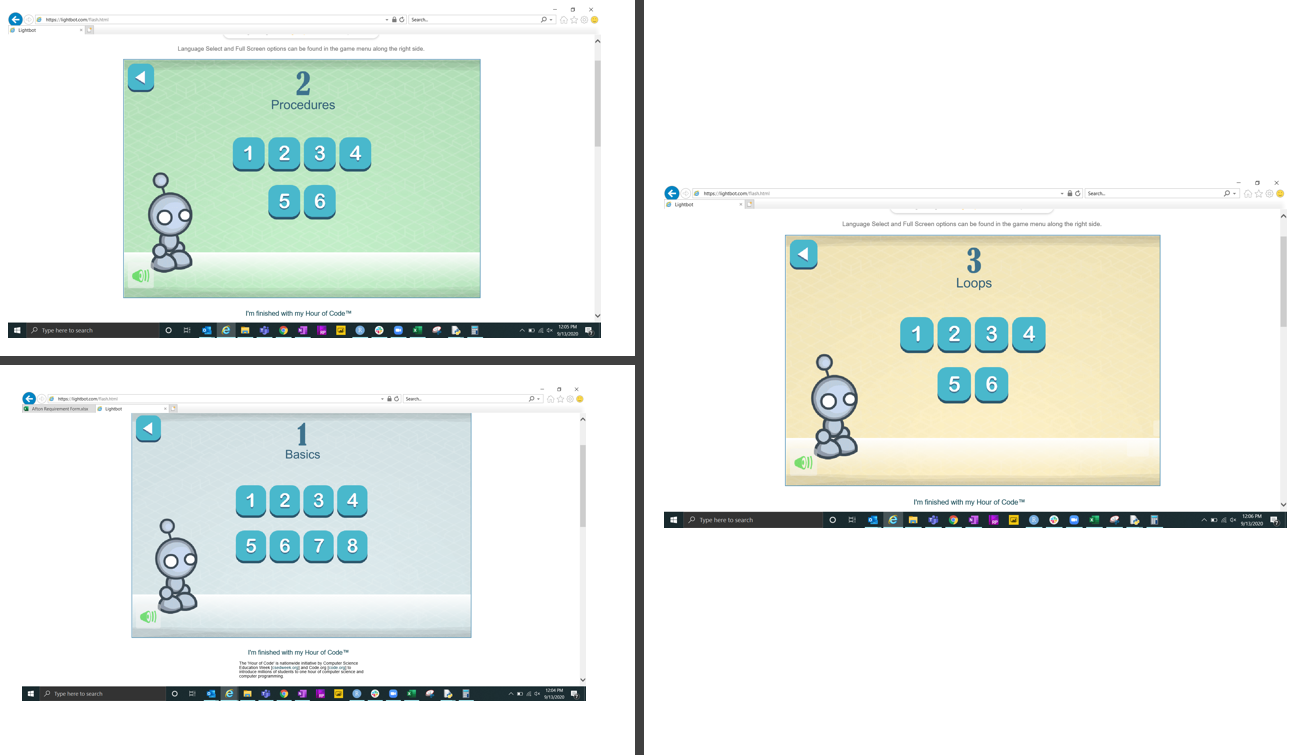 https://lightbot.com/flash.html
Search...
Lightbot
Language Select and Full Screen options can be found in the game menu along the right side.
2
Procedures
1 2 3 4
5 6
I'm finished with my Hour of Code™
Type here to search
12:05 PM
9/13/2020
https://lightbot.com/flash.html
Search...
Afton Requirement Form.xlsx
Lightbot
1
Basics
1 2 3 4
5 6 7 8
I'm finished with my Hour of Code™
The 'Hour of Code' is nationwide initiative by Computer Science
Education Week [csedweek.org] and Code.org [code.org] to
introduce millions of students to one hour of computer science and
computer programming.
Type here to search
12:04 PM
9/13/2020
https://lightbot.com/flash.html
Search...
Lightbot
Language Select and Full Screen options can be found in the game menu along the right side.
3
Loops
1 2 3 4
5 6
I'm finished with my Hour of Code™
Type here to search
12:06 PM
9/13/2020